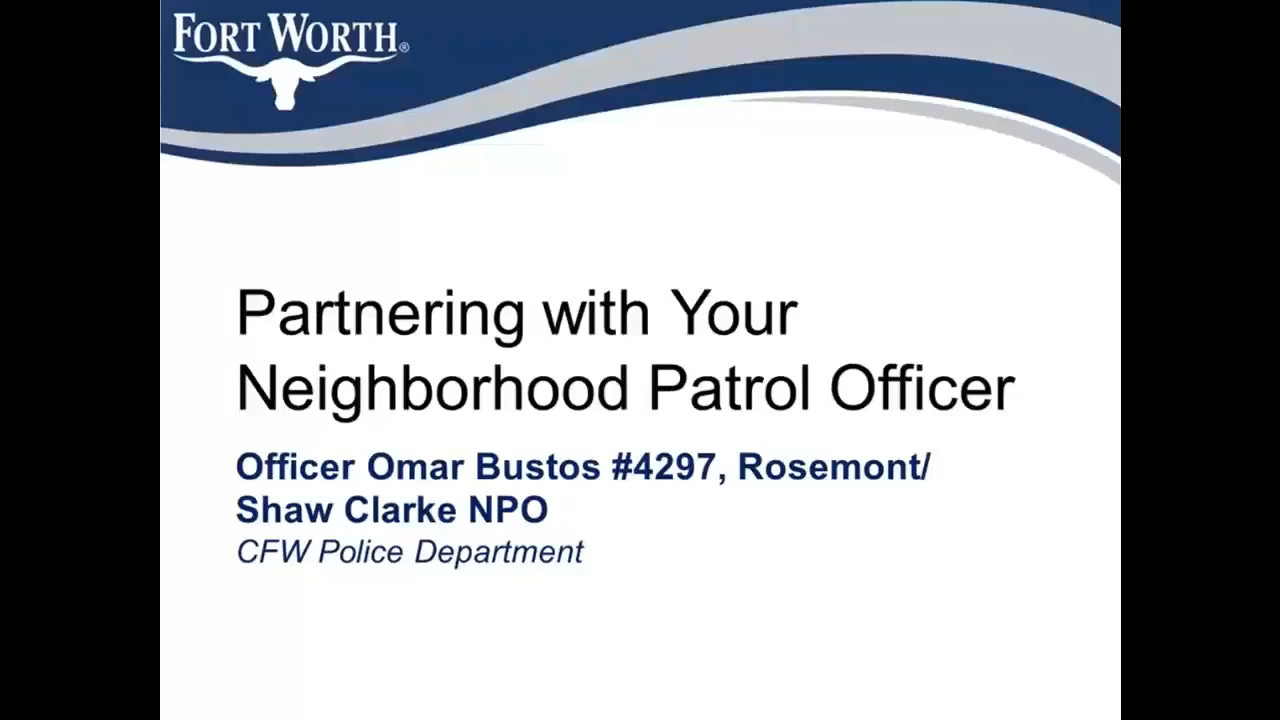 FORT WORTH®
Partnering with Your
Neighborhood Patrol Officer
Officer Omar Bustos #4297, Rosemont/
Shaw Clarke NPO
CFW Police Department